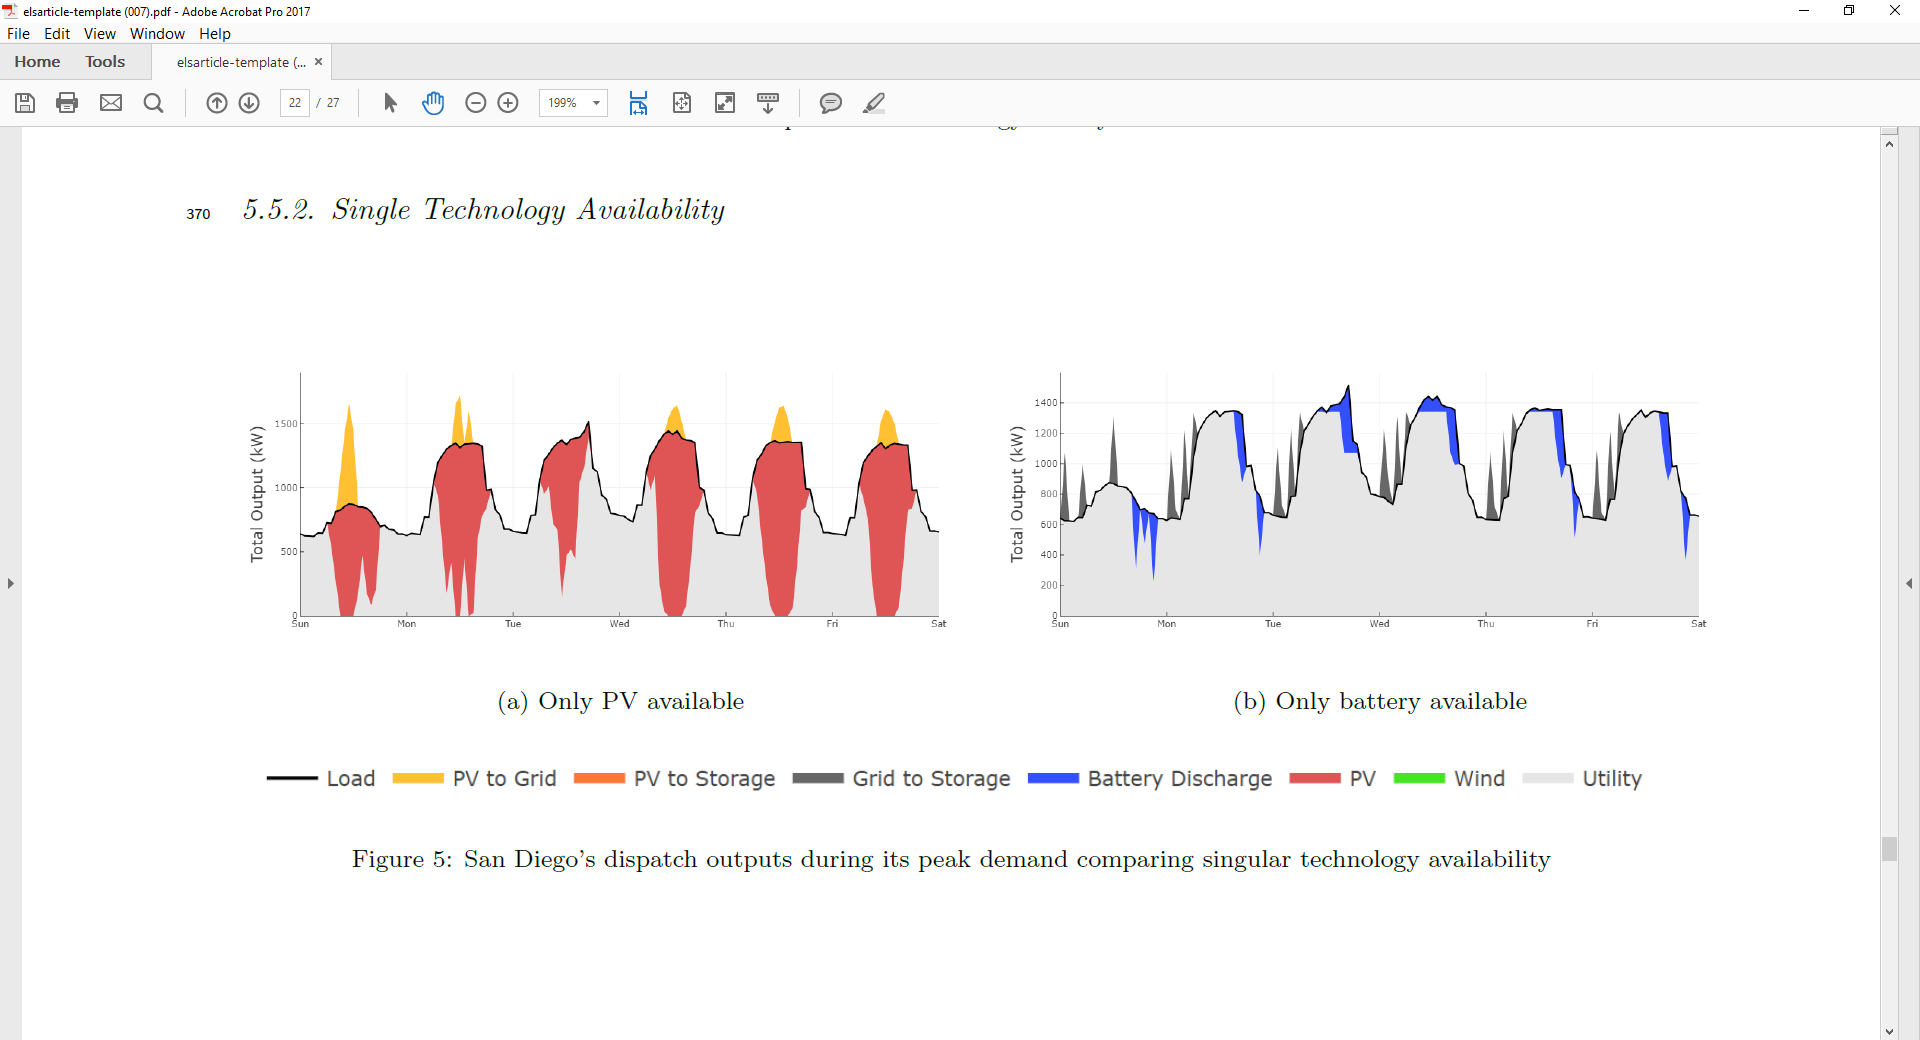 elsarticle-template (007).pdf - Adobe Acrobat Pro 2017
File Edit View Window Help
Home Tools elsarticle-template (... ×
22 / 27 199%
370 5.5.2. Single Technology Availability
Total Output (kW)
1500
1000
500
0
Sun Mon Tue Wed Thu Fri Sat
Total Output (kW)
1400
1200
1000
800
600
400
200
0
Sun Mon Tue Wed Thu Fri Sat
(a) Only PV available
(b) Only battery available
Load PV to Grid PV to Storage Grid to Storage Battery Discharge PV Wind Utility
Figure 5: San Diego's dispatch outputs during its peak demand comparing singular technology availability